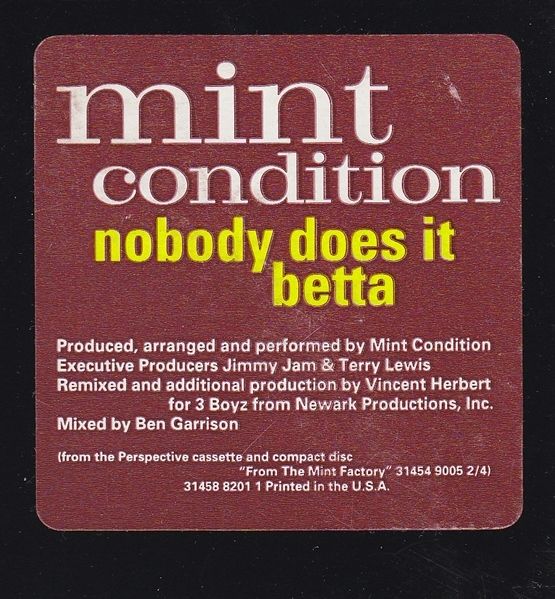 mint
condition
nobody does it
betta
Produced, arranged and performed by Mint Condition
Executive Producers Jimmy Jam & Terry Lewis
Remixed and additional production by Vincent Herbert
for 3 Boyz from Newark Productions, Inc.
Mixed by Ben Garrison
(from the Perspective cassette and compact disc
"From The Mint Factory" 31454 9005 2/4)
31458 8201 1 Printed in the U.S.A.